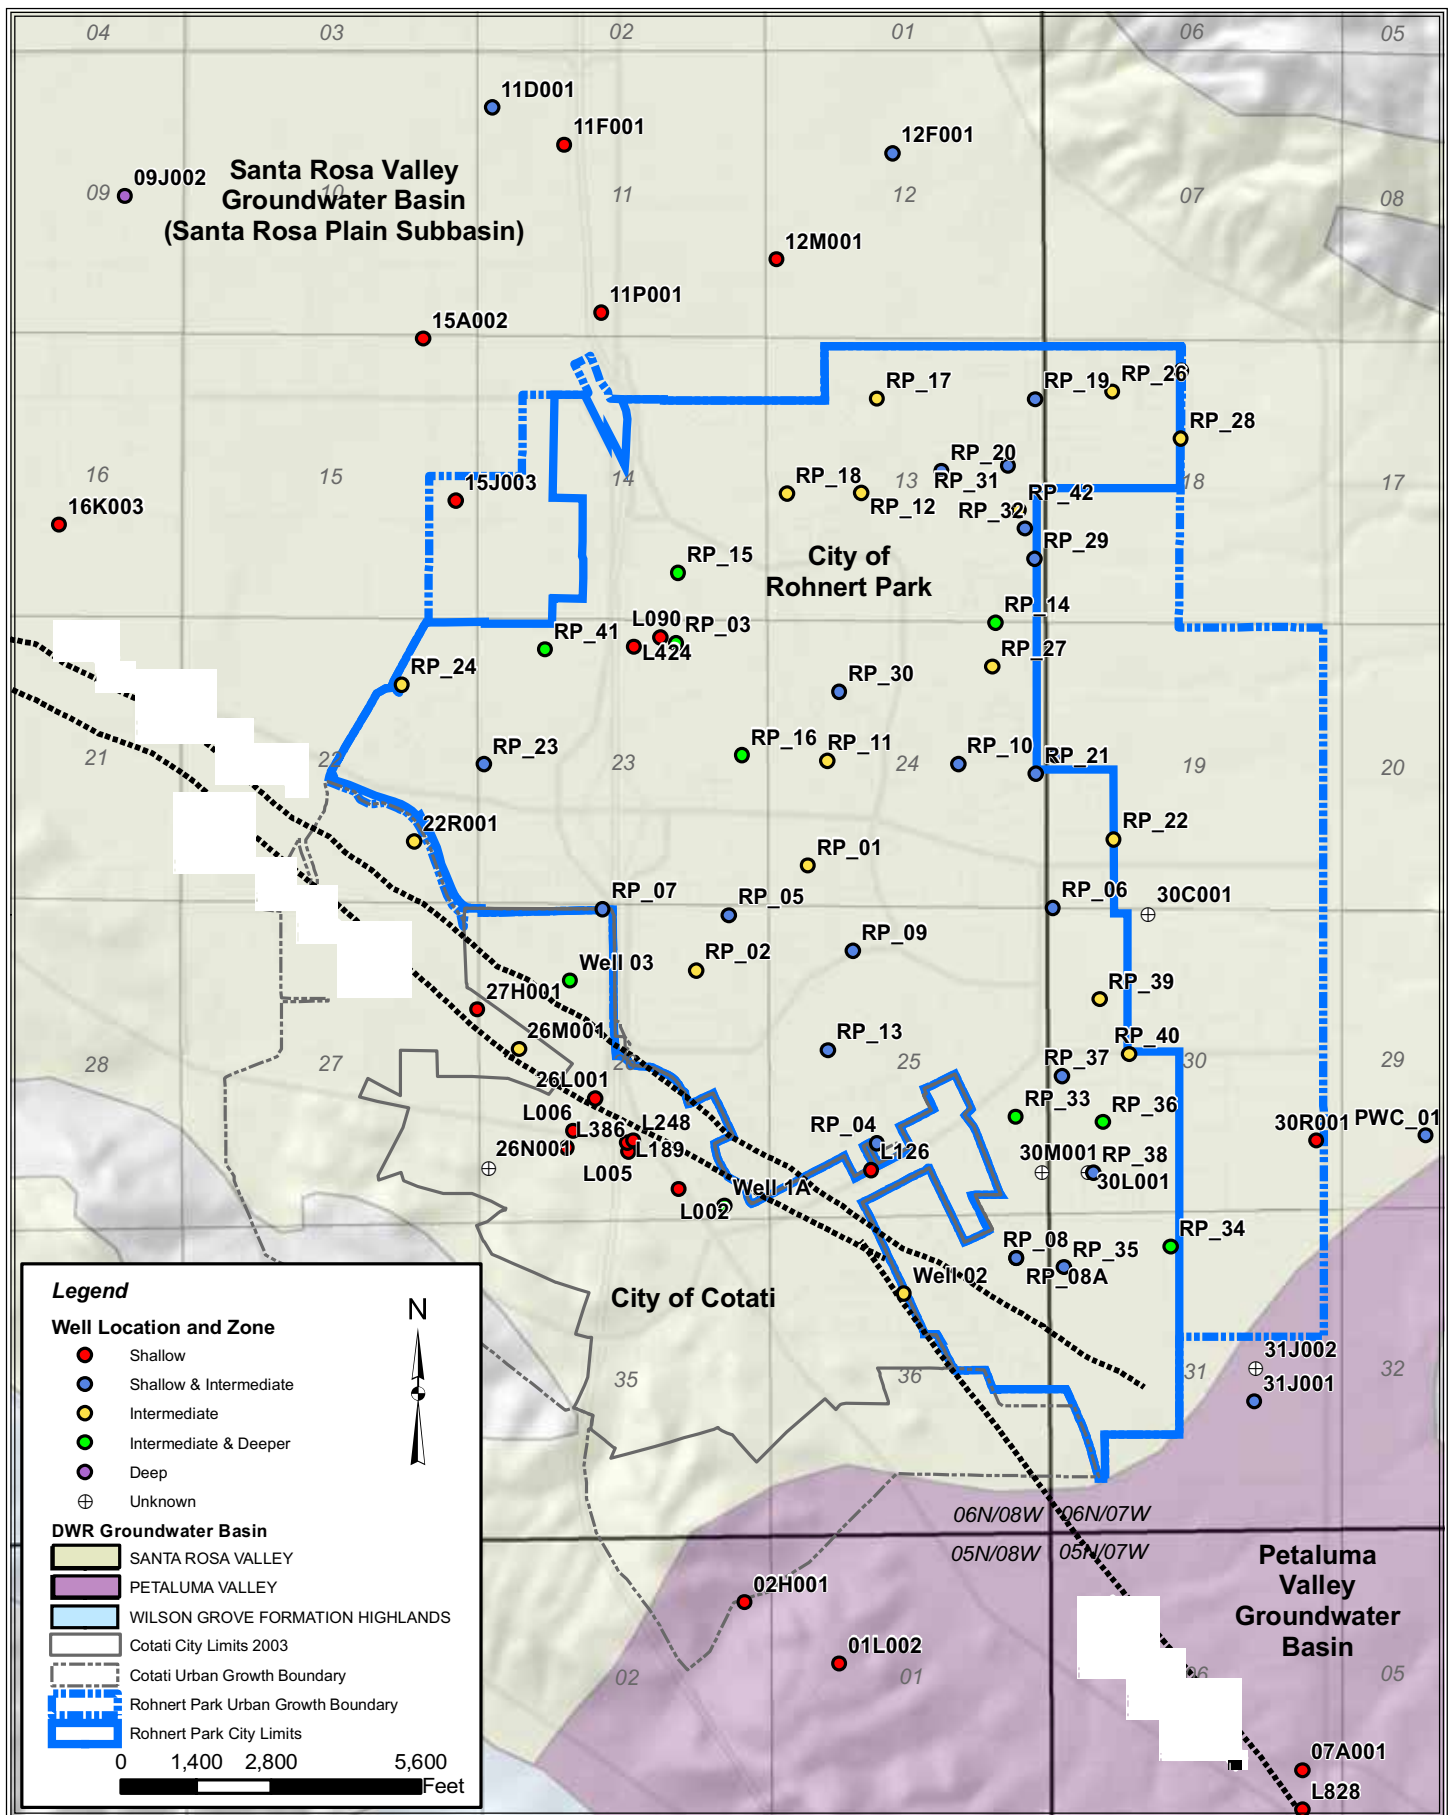 04
03
02
01
06
05
11D001
11F001
12F001
09J002
Santa Rosa Valley
Groundwater Basin
(Santa Rosa Plain Subbasin)
09
10
11
12
07
08
12M001
11P001
15A002
RP_17
RP_19
RP_26
RP_28
RP_20
RP_31
16
15
15J003
14
RP_18
13
RP_12
RP_42
18
17
16K003
RP_32
RP_29
City of
Rohnert Park
RP_15
RP_14
L090
RP_03
RP_41
L424
RP_27
RP_24
RP_30
RP_23
RP_16
RP_11
RP_10
RP_21
21
22
23
24
19
20
22R001
RP_22
RP_01
RP_07
RP_05
RP_06
30C001
RP_09
RP_02
Well 03
27H001
RP_39
26M001
RP_13
RP_40
28
27
26
25
RP_37
30
29
26L001
L006
L386
L248
RP_04
RP_33
RP_36
30R001
PWC_01
26N001
L189
L126
30M001
RP_38
L005
30L001
L002
Well 1A
RP_08
RP_35
RP_34
RP_08A
Well 02
City of Cotati
35
36
31
31J002
32
31J001
06N/08W
06N/07W
05N/08W
05N/07W
Petaluma
Valley
Groundwater
Basin
02H001
01L002
02
01
06
05
07A001
L828
Legend
Well Location and Zone
Shallow
Shallow & Intermediate
Intermediate
Intermediate & Deeper
Deep
Unknown
N
DWR Groundwater Basin
SANTA ROSA VALLEY
PETALUMA VALLEY
WILSON GROVE FORMATION HIGHLANDS
Cotati City Limits 2003
Cotati Urban Growth Boundary
Rohnert Park Urban Growth Boundary
Rohnert Park City Limits
0 1,400 2,800 5,600
Feet